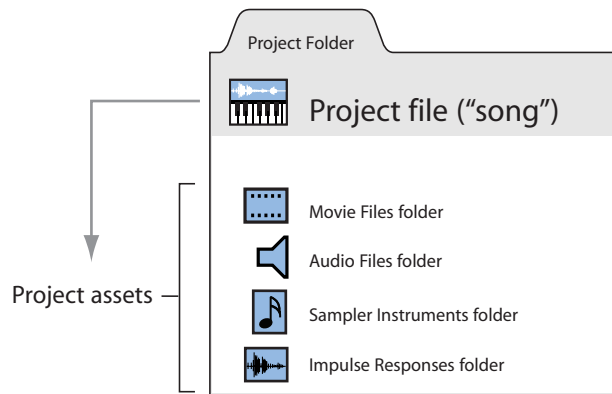 Project Folder
Project file (“song”)
Movie Files folder
Audio Files folder
Project assets
Sampler Instruments folder
Impulse Responses folder